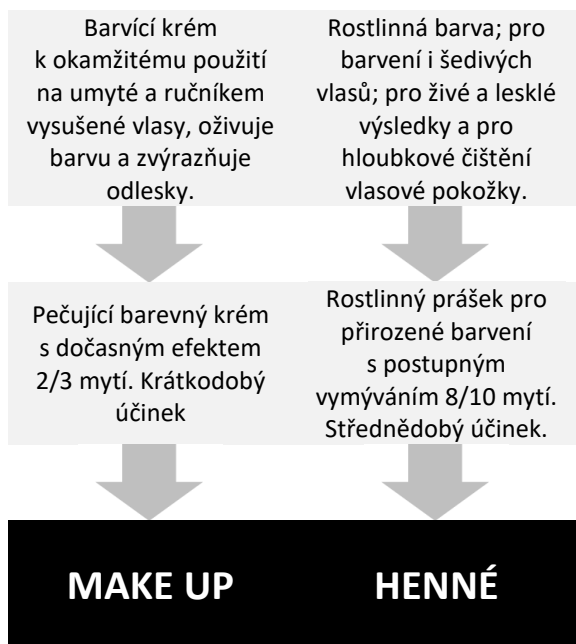 Barvící krém
k okamžitému použití
na umyté a ručníkem
vysušené vlasy, oživuje
barvu a zvýrazňuje
odlesky.
Pečující barevný krém
s dočasným efektem
2/3 mytí. Krátkodobý
účinek
MAKE UP
Rostlinná barva; pro
barvení i šedivých
vlasů; pro živé a lesklé
výsledky a pro
hloubkové čištění
vlasové pokožky.
Rostlinný prášek pro
přirozené barvení
s postupným
vymýváním 8/10 mytí.
Střednědobý účinek.
HENNÉ